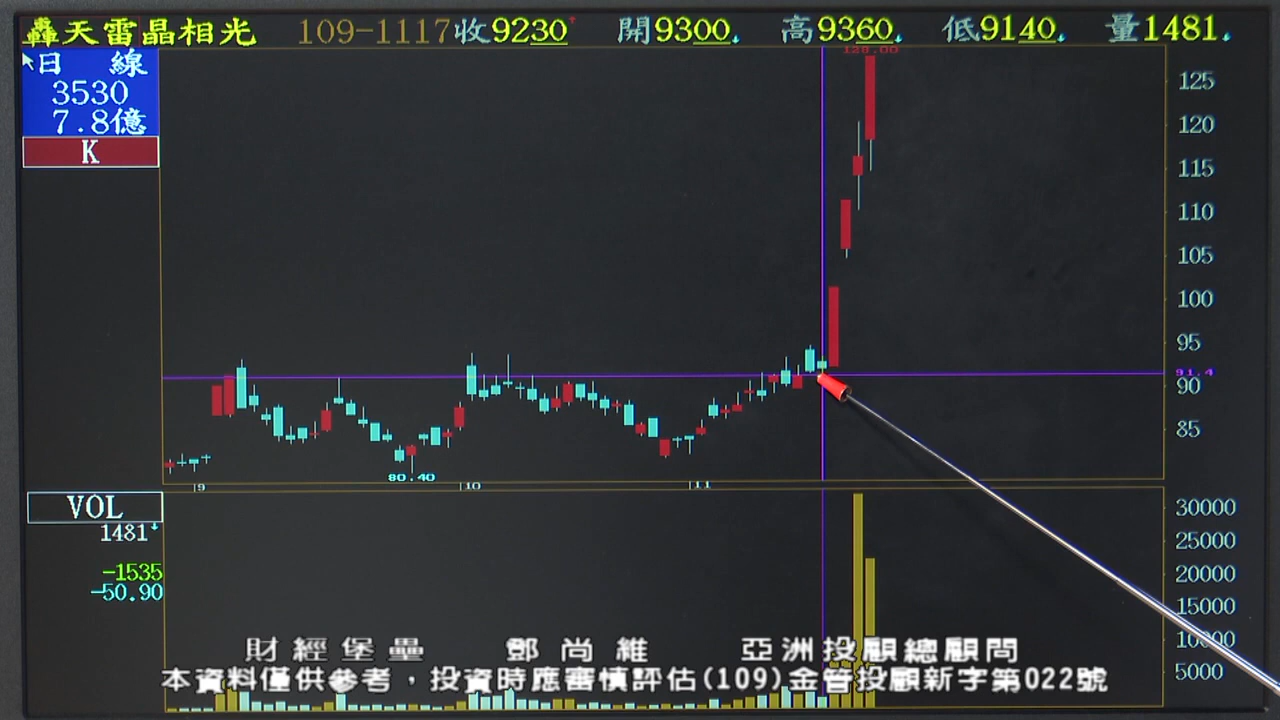 轟天雷晶相光 109-1117收9230 開9300 高9360 低9140 量1481
日 線
3530
7.8億
K
128.00
125
120
115
110
105
100
95
91.4
90
85
80.40
9 10 11
VOL
1481
-1535
-50.90
30000
25000
20000
15000
10000
5000
財經堡壘 鄧尚維 亞洲投顧總顧問
本資料僅供參考，投資時應審慎評估(109)金管投顧新字第022號